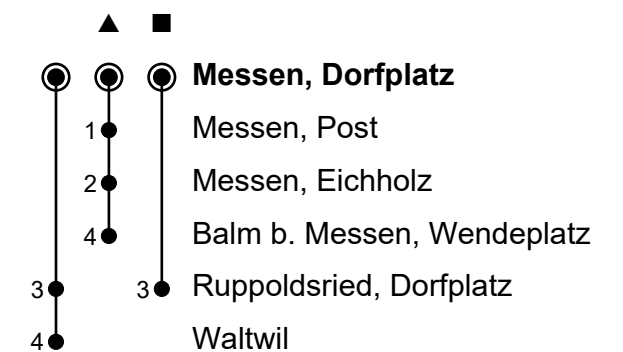 ▲ ■
Messen, Dorfplatz
1 Messen, Post
2 Messen, Eichholz
4 Balm b. Messen, Wendeplatz
3 3 Ruppoldsried, Dorfplatz
4 Waltwil